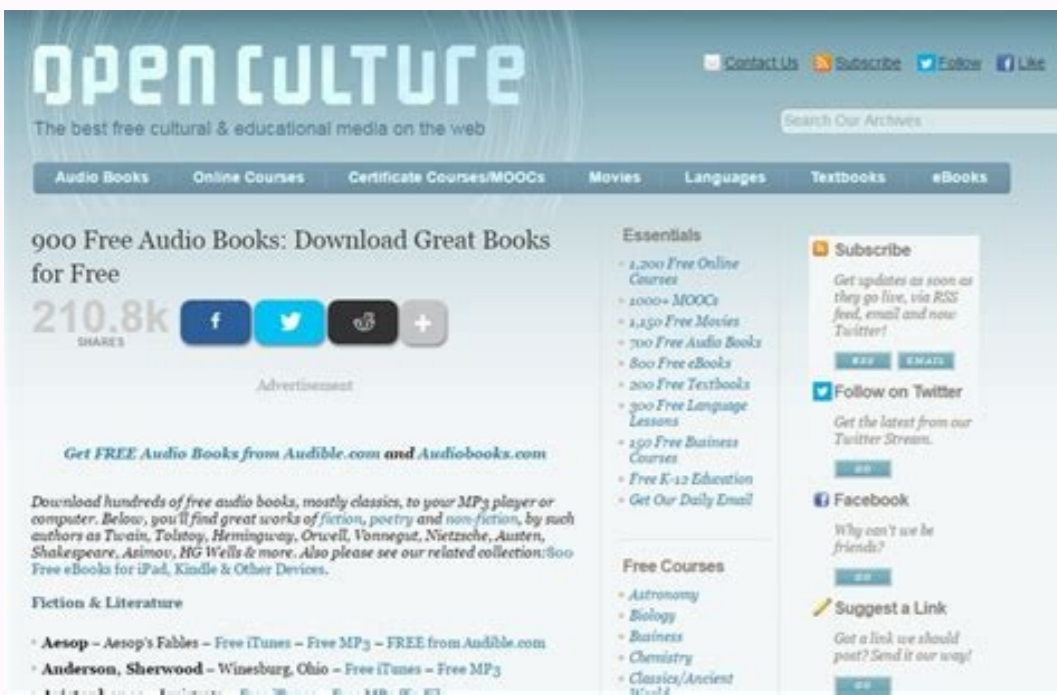 OPEN CULTURE
The best free cultural & educational media on the web
Contact Us Subscribe Follow Like
Search Our Archives
Audio Books Online Courses Certificate Courses/MOOCs Movies Languages Textbooks eBooks
900 Free Audio Books: Download Great Books
for Free
210.8k
SHARES
Advertisement
Get FREE Audio Books from Audible.com and Audiobooks.com
Download hundreds of free audio books, mostly classics, to your MP3 player or
computer. Below, you'll find great works of fiction, poetry and non-fiction, by such
authors as Twain, Tolstoy, Hemingway, Orwell, Vonnegut, Nietzsche, Austen,
Shakespeare, Asimov, HG Wells & more. Also please see our related collection:800
Free eBooks for iPad, Kindle & Other Devices.
Fiction & Literature
Aesop – Aesop's Fables – Free iTunes – Free MP3 – FREE from Audible.com
Anderson, Sherwood – Winesburg, Ohio – Free iTunes – Free MP3
Essentials
1,200 Free Online
Courses
1000+ MOOCs
1,150 Free Movies
700 Free Audio Books
800 Free eBooks
200 Free Textbooks
300 Free Language
Lessons
150 Free Business
Courses
Free K-12 Education
Get Our Daily Email
Free Courses
Astronomy
Biology
Business
Chemistry
Classics/Ancient
World
Subscribe
Get updates as soon as
they go live, via RSS
feed, email and now
Twitter!
RSS EMAIL
Follow on Twitter
Get the latest from our
Twitter Stream.
GO
Facebook
Why can't we be
friends?
GO
Suggest a Link
Got a link we should
post? Send it our way!
GO